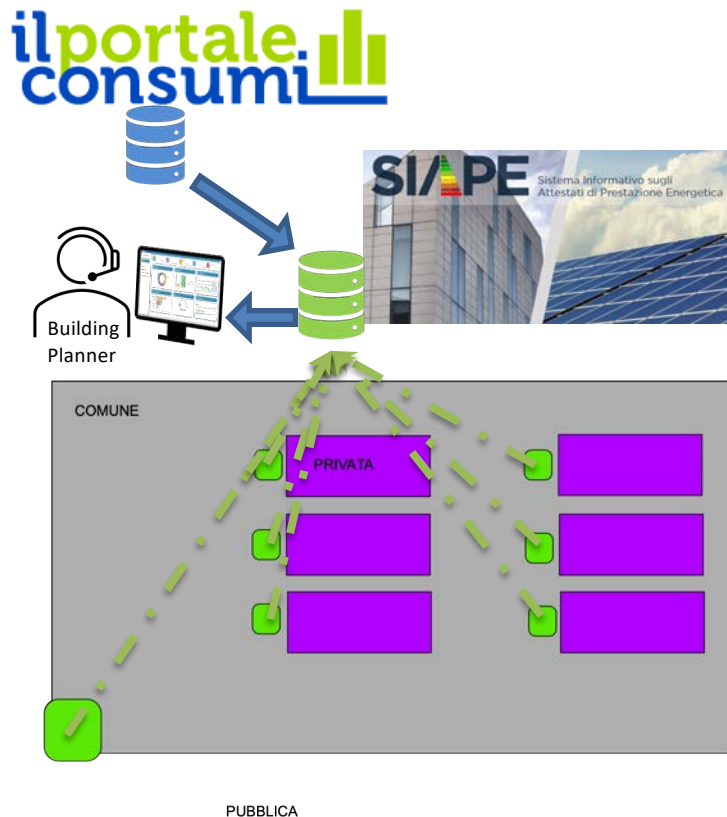 ilportale
consumi
SIAPE
Sistema Informativo sugli
Attestati di Prestazione Energetica
Building
Planner
COMUNE
PRIVATA
PUBBLICA